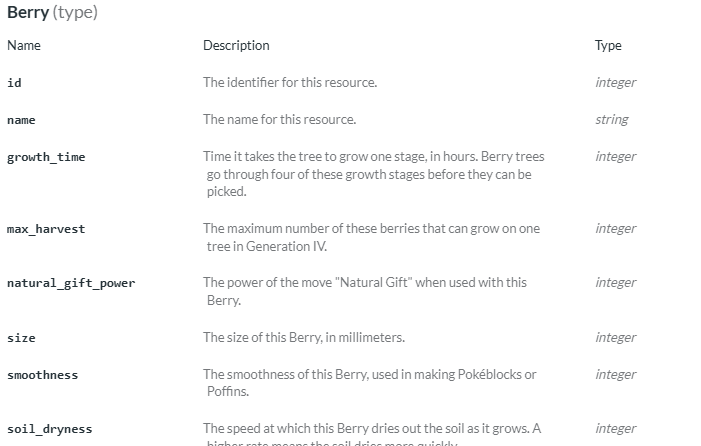 Berry (type)
Name Description Type
id The identifier for this resource. integer
name The name for this resource. string
growth_time Time it takes the tree to grow one stage, in hours. Berry trees integer
go through four of these growth stages before they can be
picked.
max_harvest The maximum number of these berries that can grow on one integer
tree in Generation IV.
natural_gift_power The power of the move "Natural Gift" when used with this integer
Berry.
size The size of this Berry, in millimeters. integer
smoothness The smoothness of this Berry, used in making Pokéblocks or integer
Poffins.
soil_dryness The speed at which this Berry dries out the soil as it grows. A integer
higher rate means the soil dries more quickly.